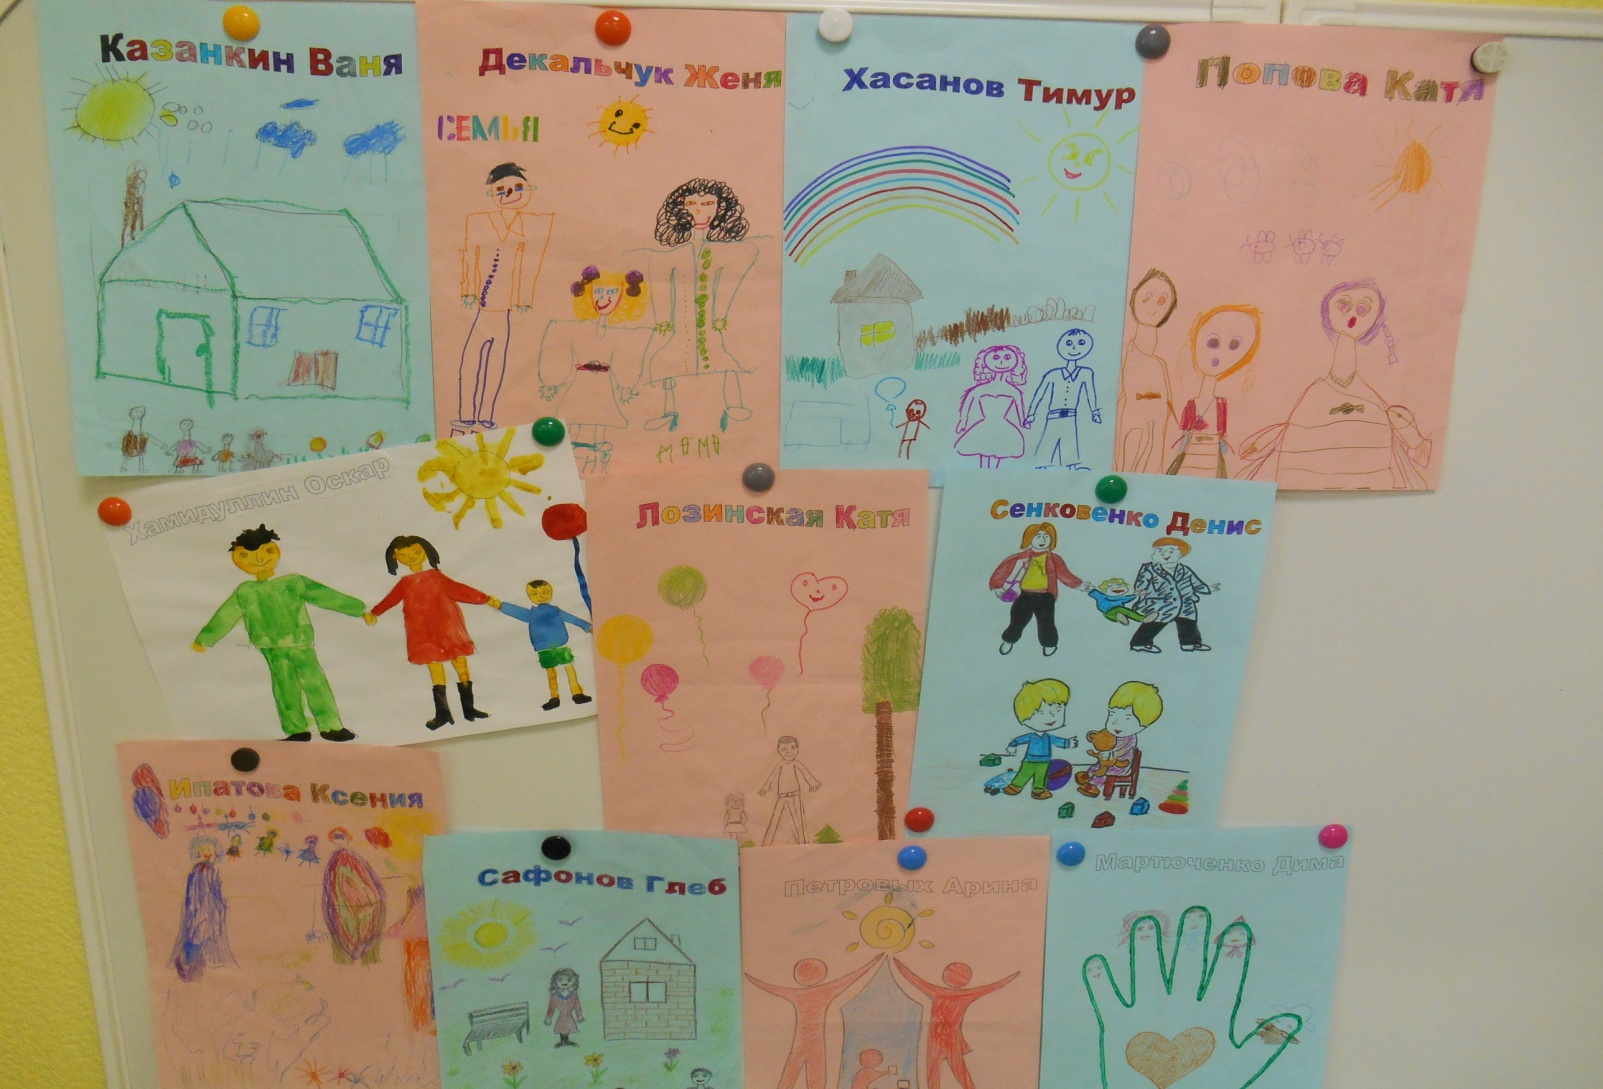 Казанкин Ваня
Декальчук Женя
СЕМЬЯ
МАМА
Хасанов Тимур
Попова Катя
Хамидуллин Оскар
Лозинская Катя
Сенковенко Денис
Ипатова Ксения
Сафонов Глеб
Петровых Арина
Мартюченко Дима